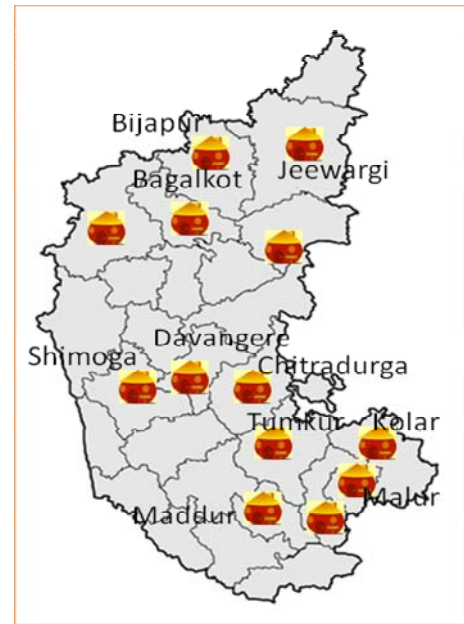 Bijapur
Bagalkot
Jeewargi
Davangere
Shimoga
Chitradurga
Tumkur
Kolar
Malur
Maddur